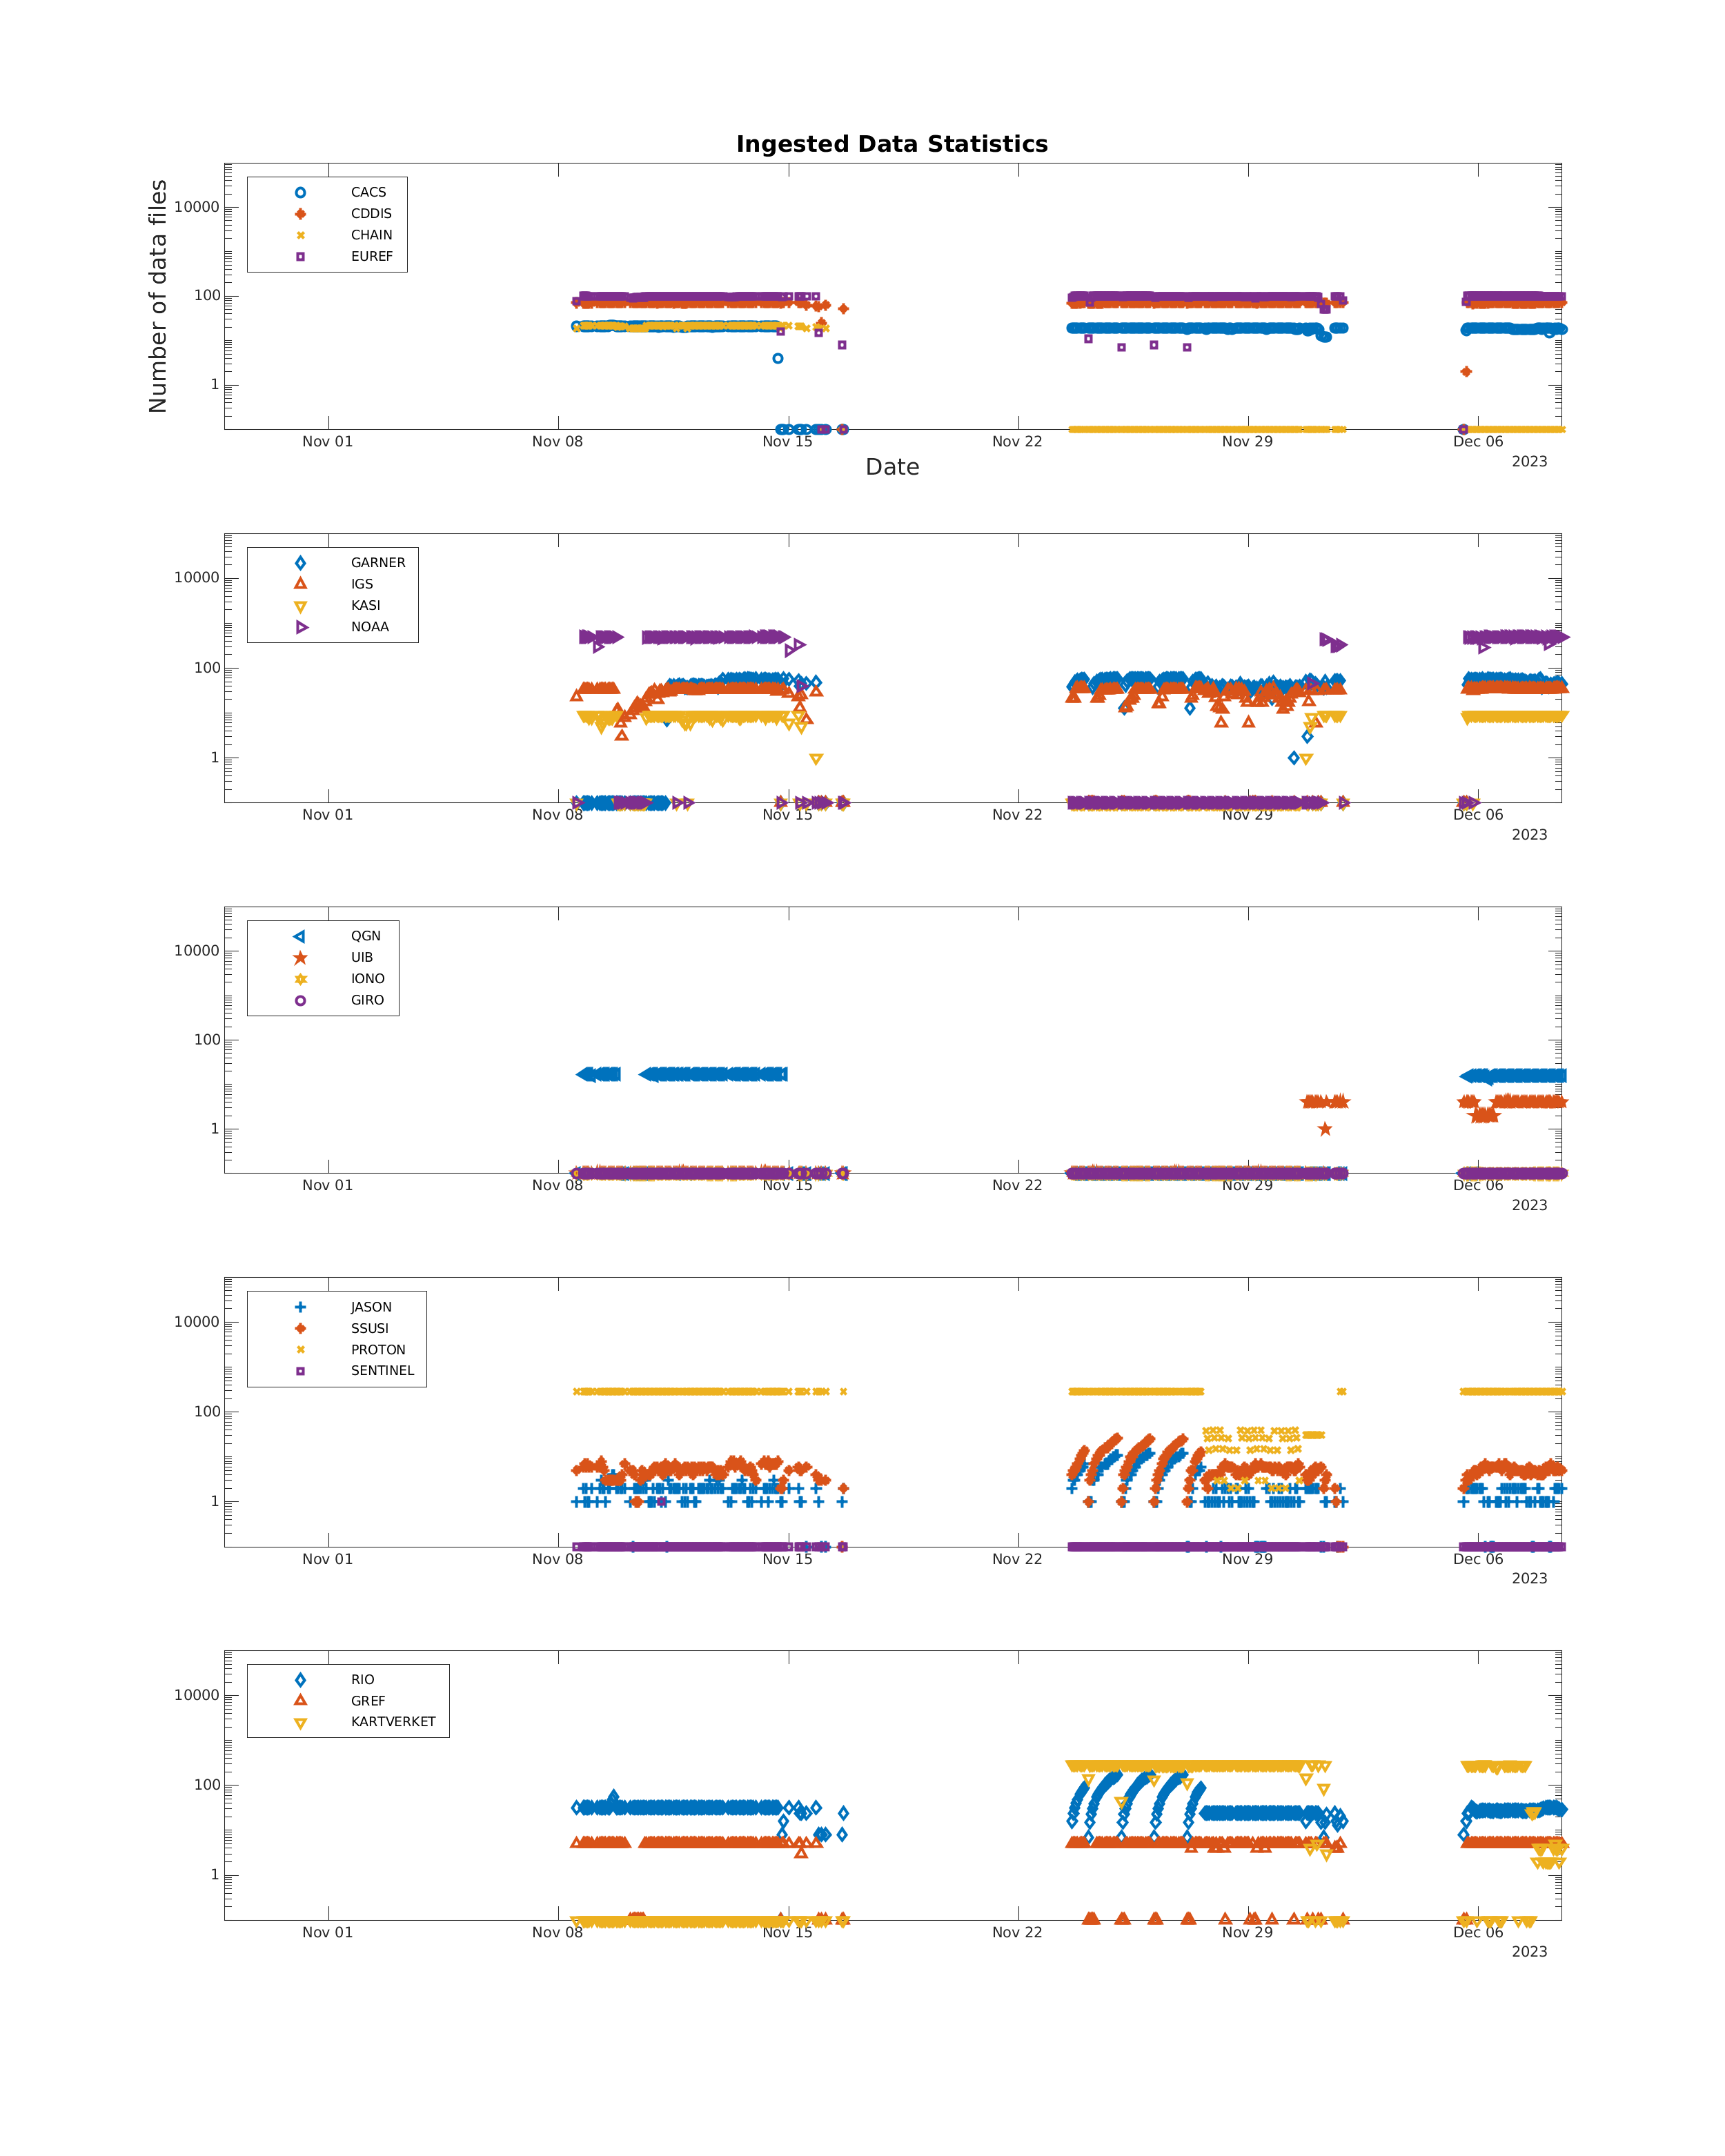 Ingested Data Statistics
Number of data files
10000
100
1
CACS
CDDIS
CHAIN
EUREF
Nov 01 Nov 08 Nov 15 Nov 22 Nov 29 Dec 06
2023
Date
10000
100
1
GARNER
IGS
KASI
NOAA
Nov 01 Nov 08 Nov 15 Nov 22 Nov 29 Dec 06
2023
10000
100
1
QGN
UIB
IONO
GIRO
Nov 01 Nov 08 Nov 15 Nov 22 Nov 29 Dec 06
2023
10000
100
1
JASON
SSUSI
PROTON
SENTINEL
Nov 01 Nov 08 Nov 15 Nov 22 Nov 29 Dec 06
2023
10000
100
1
RIO
GREF
KARTVERKET
Nov 01 Nov 08 Nov 15 Nov 22 Nov 29 Dec 06
2023